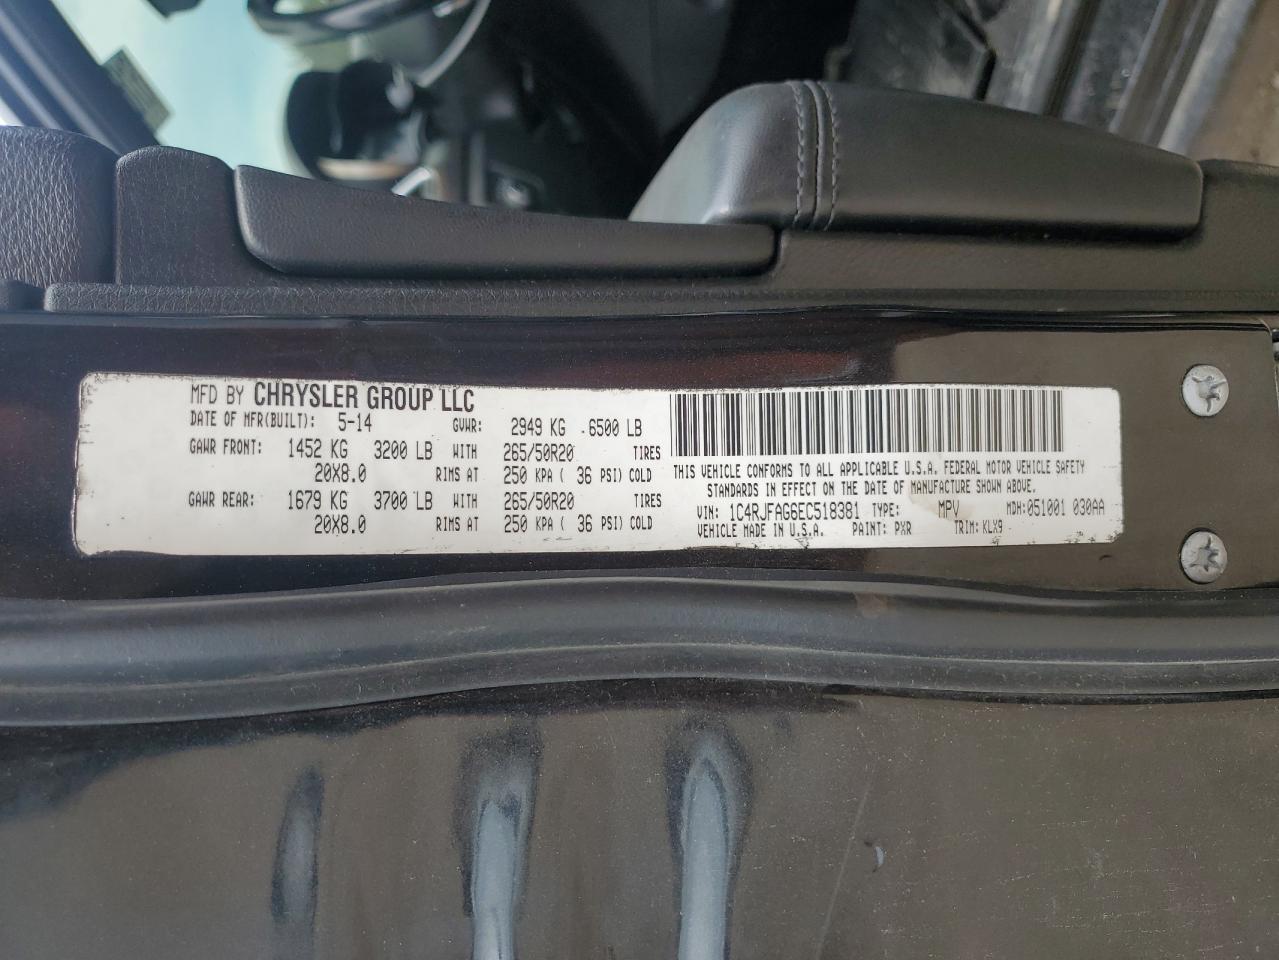 MFD BY CHRYSLER GROUP LLC
DATE OF MFR(BUILT): 5-14 GVWR: 2949 KG 6500 LB
GAWR FRONT: 1452 KG 3200 LB WITH 265/50R20 TIRES
20X8.0 RIMS AT 250 KPA ( 36 PSI) COLD
GAWR REAR: 1679 KG 3700 LB WITH 265/50R20 TIRES
20X8.0 RIMS AT 250 KPA ( 36 PSI) COLD
THIS VEHICLE CONFORMS TO ALL APPLICABLE U.S.A. FEDERAL MOTOR VEHICLE SAFETY
STANDARDS IN EFFECT ON THE DATE OF MANUFACTURE SHOWN ABOVE.
VIN: 1C4RJFAG6EC518381 TYPE: MPV MDH: 051001 030AA
VEHICLE MADE IN U.S.A. PAINT: PXR TRIM: KLX9